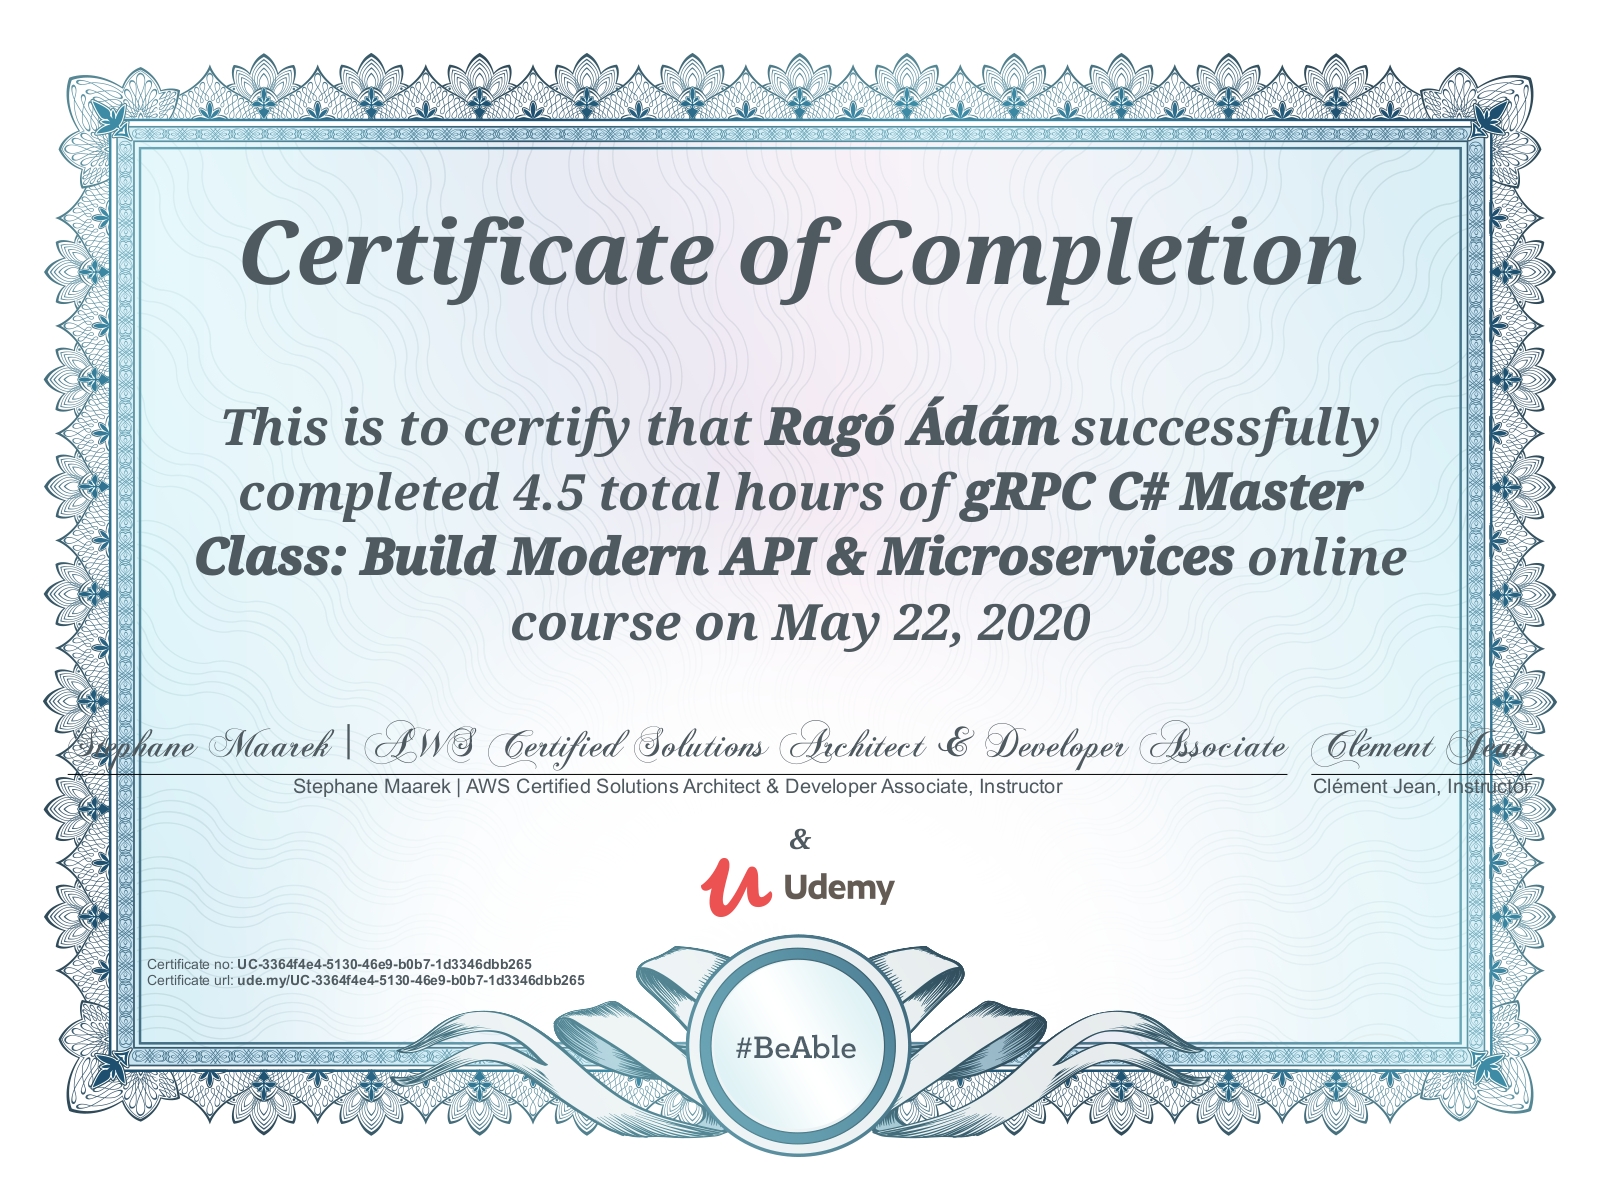 Certificate of Completion
This is to certify that Ragó Ádám successfully
completed 4.5 total hours of gRPC C# Master
Class: Build Modern API & Microservices online
course on May 22, 2020
Stephane Maarek | AWS Certified Solutions Architect & Developer Associate Clément Jean
Stephane Maarek | AWS Certified Solutions Architect & Developer Associate, Instructor Clément Jean, Instructor
&
Udemy
Certificate no: UC-3364f4e4-5130-46e9-b0b7-1d3346dbb265
Certificate url: ude.my/UC-3364f4e4-5130-46e9-b0b7-1d3346dbb265
#BeAble